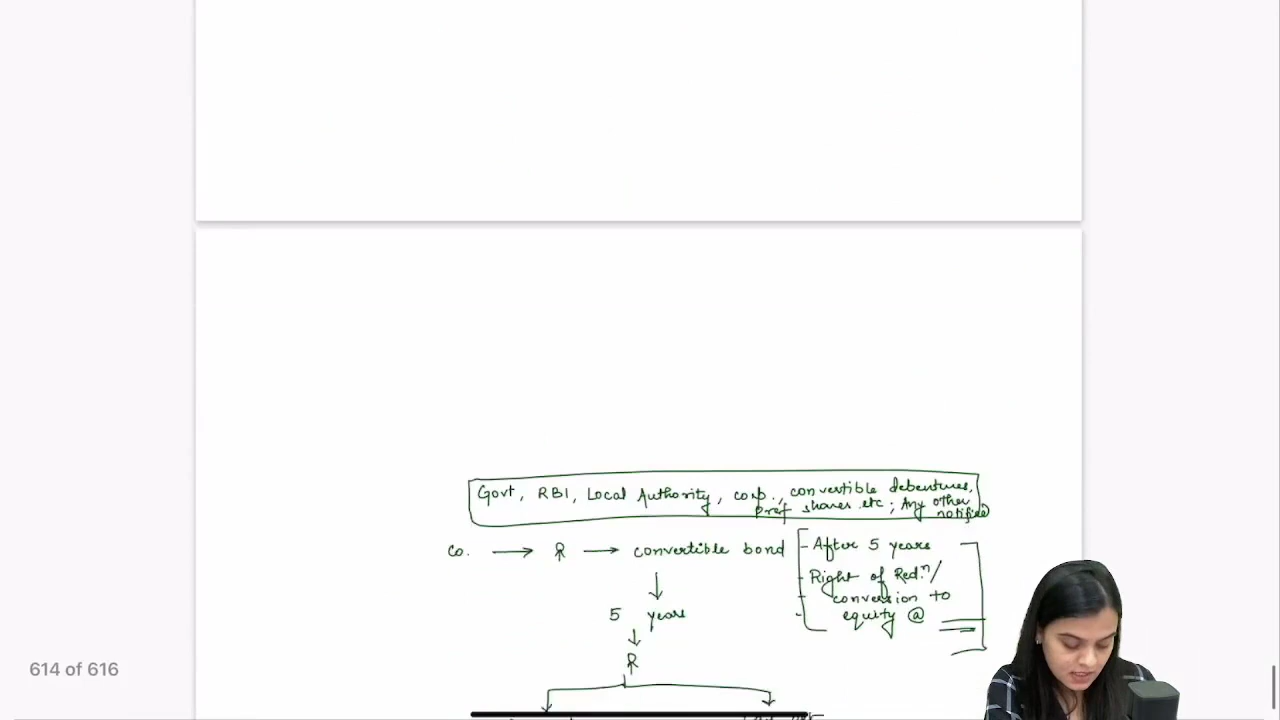 Govt, RBI, Local Authority, corp., convertible debentures,
pref shares etc; Any other
notified
Co. → R → convertible bond
- After 5 years
- Right of Red.n/
conversion to
equity @
5 years
R
614 of 616